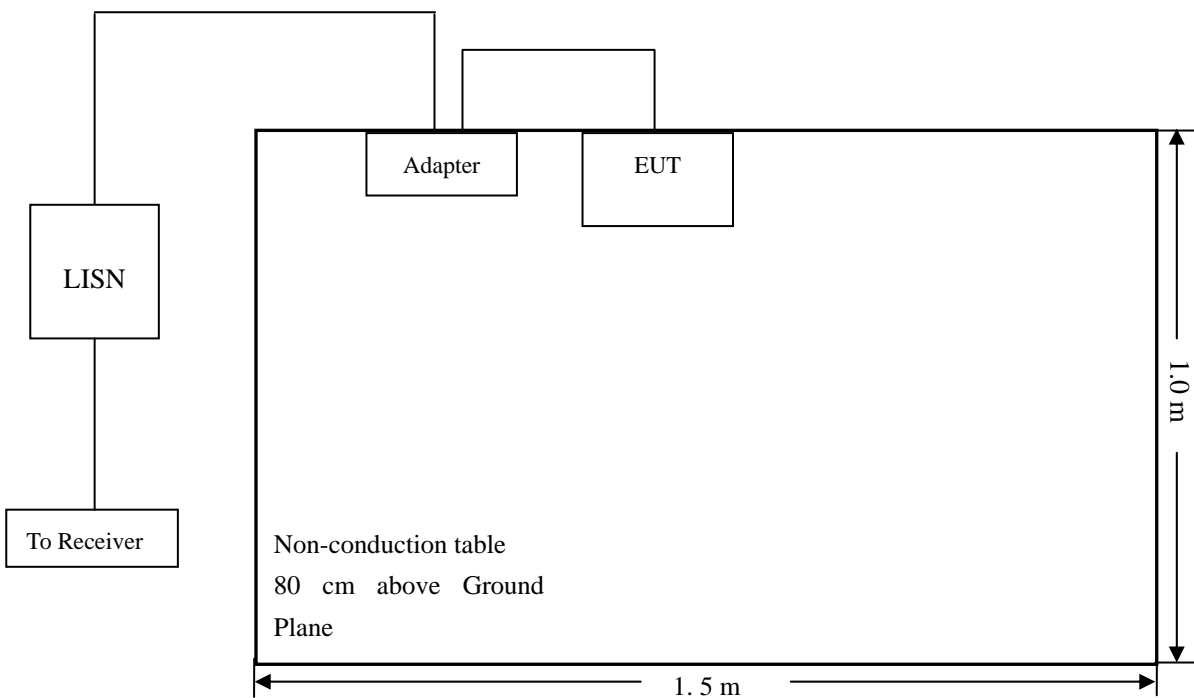 Adapter
EUT
LISN
1.0 m
To Receiver
Non-conduction table
80 cm above Ground
Plane
1. 5 m